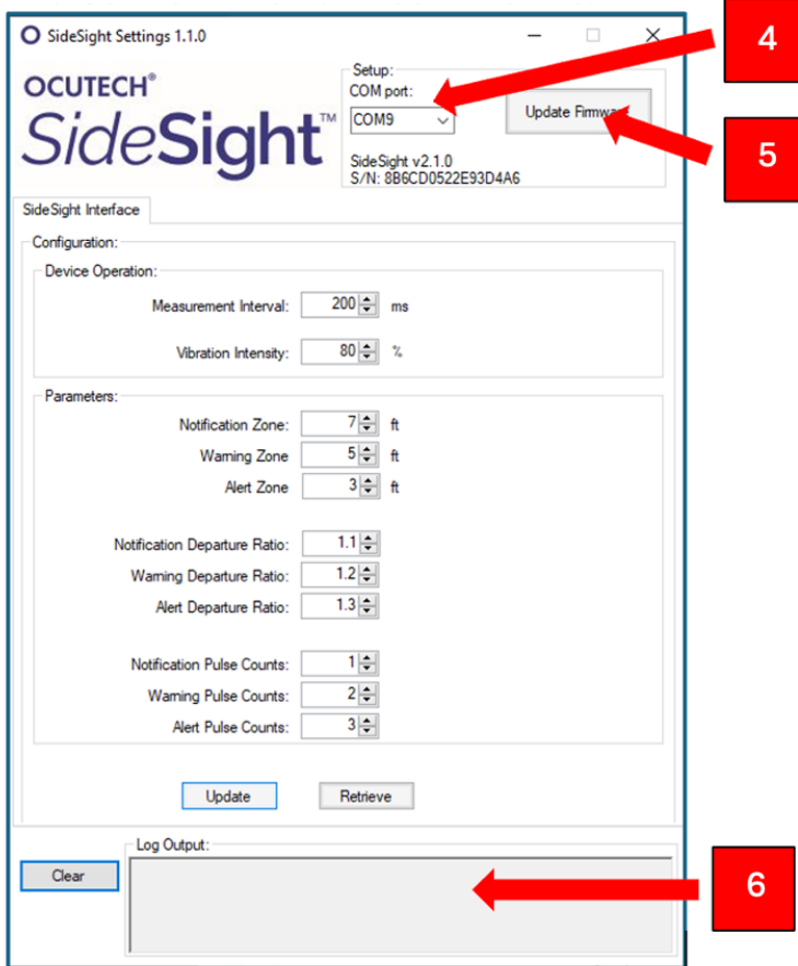 SideSight Settings 1.1.0
4
OCUTECH®
SideSight™
Setup:
COM port:
COM9
Update Firmwar
5
SideSight v2.1.0
S/N: 8B6CD0522E93D4A6
SideSight Interface
Configuration:
Device Operation:
Measurement Interval: 200 ms
Vibration Intensity: 80 %
Parameters:
Notification Zone: 7 ft
Warning Zone 5 ft
Alert Zone 3 ft
Notification Departure Ratio: 1.1
Warning Departure Ratio: 1.2
Alert Departure Ratio: 1.3
Notification Pulse Counts: 1
Warning Pulse Counts: 2
Alert Pulse Counts: 3
Update Retrieve
Log Output:
Clear
6